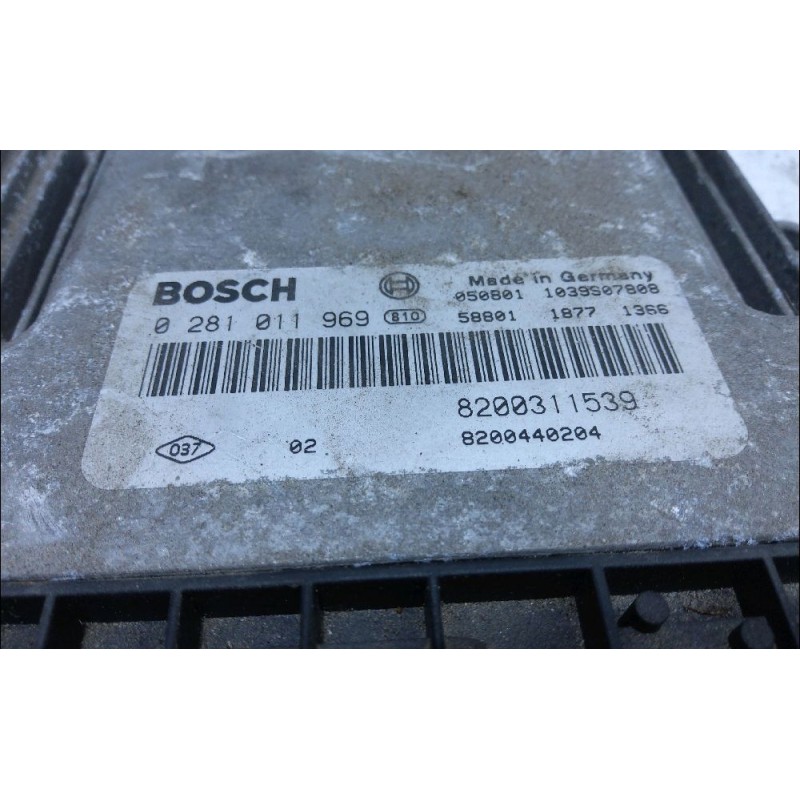 BOSCH
Made in Germany
050801 1039S07808
0 281 011 969 810 58801 1877 1366
8200311539
037 02 8200440204